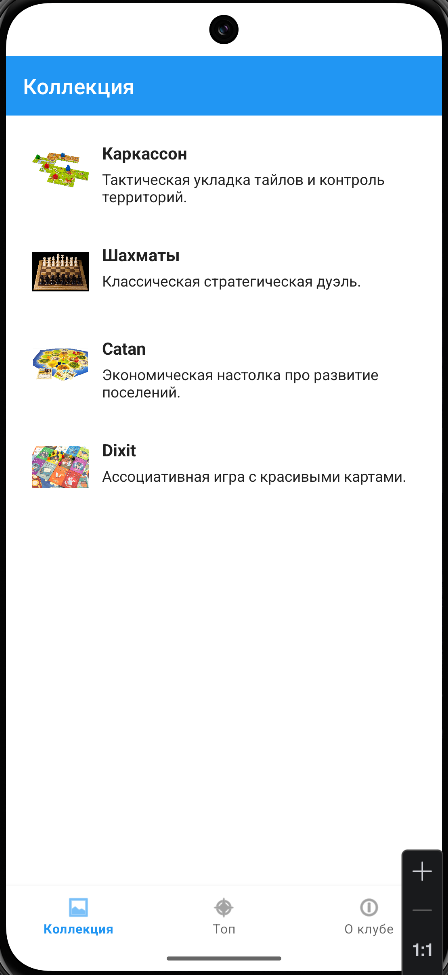 Коллекция
Каркассон
Тактическая укладка тайлов и контроль
территорий.
Шахматы
Классическая стратегическая дуэль.
Catan
Экономическая настолка про развитие
поселений.
Dixit
Ассоциативная игра с красивыми картами.
Коллекция
Топ
О клубе
1:1